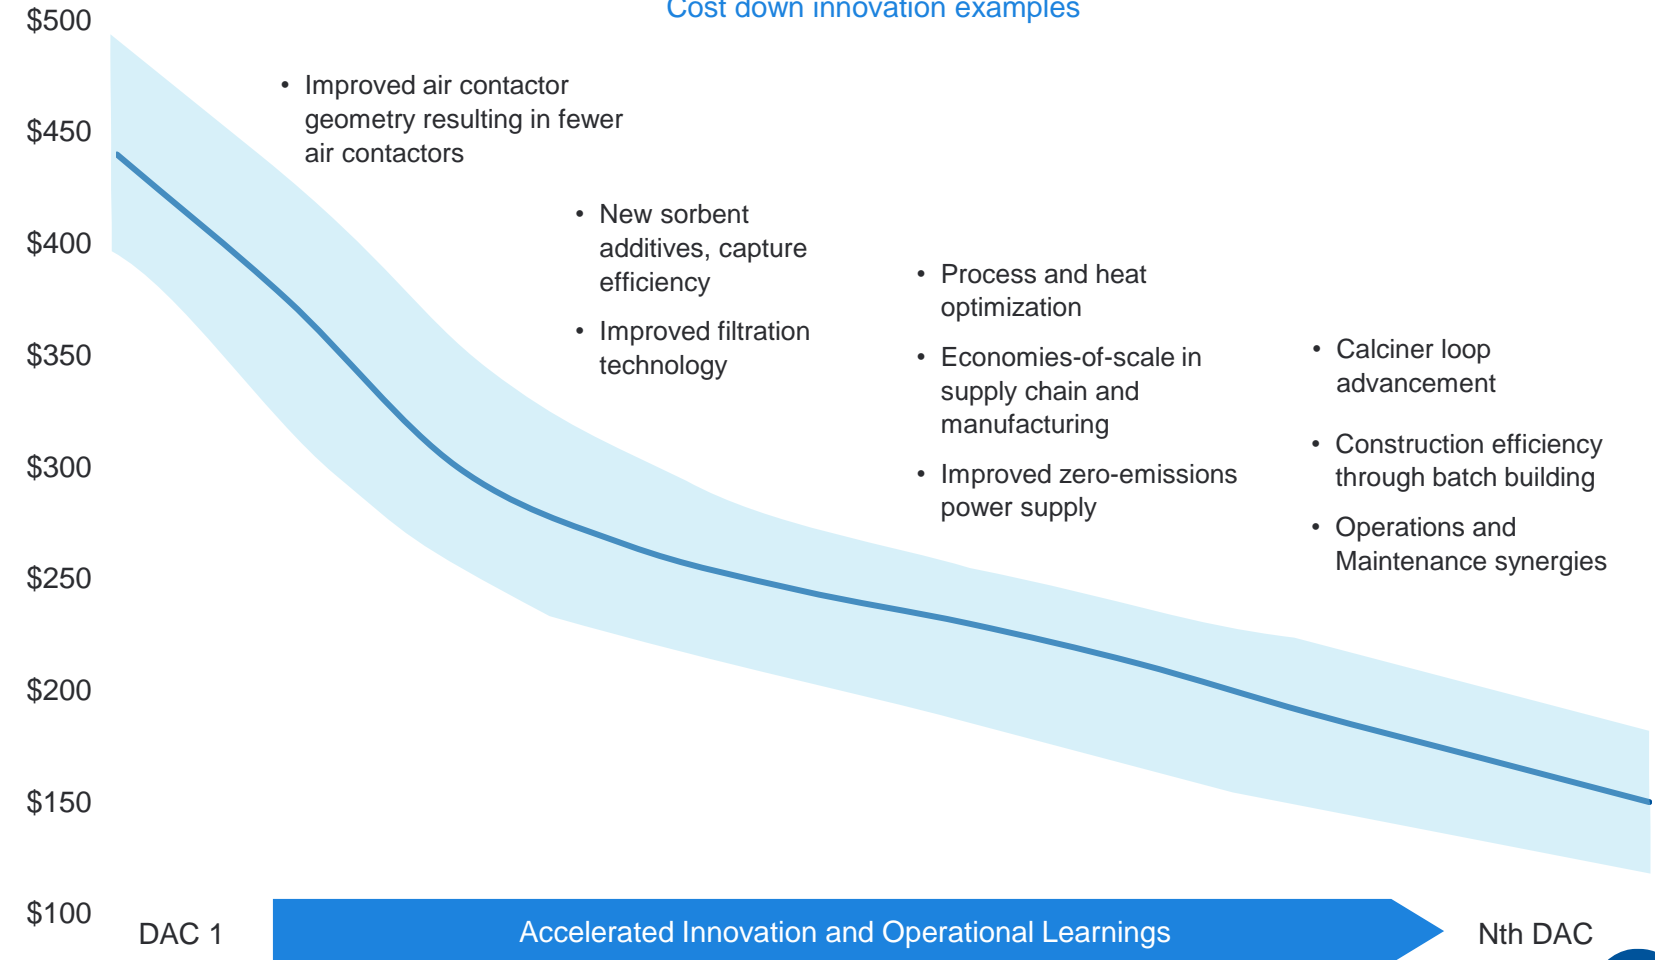 Cost down innovation examples
$500
$450
$400
$350
$300
$250
$200
$150
$100
• Improved air contactor
geometry resulting in fewer
air contactors
• New sorbent
additives, capture
efficiency
• Improved filtration
technology
• Process and heat
optimization
• Economies-of-scale in
supply chain and
manufacturing
• Improved zero-emissions
power supply
• Calciner loop
advancement
• Construction efficiency
through batch building
• Operations and
Maintenance synergies
DAC 1
Accelerated Innovation and Operational Learnings
Nth DAC